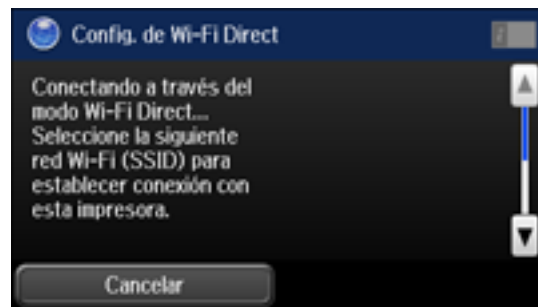 Config. de Wi-Fi Direct
Conectando a través del
modo Wi-Fi Direct...
Seleccione la siguiente
red Wi-Fi (SSID) para
establecer conexión con
esta impresora.
Cancelar